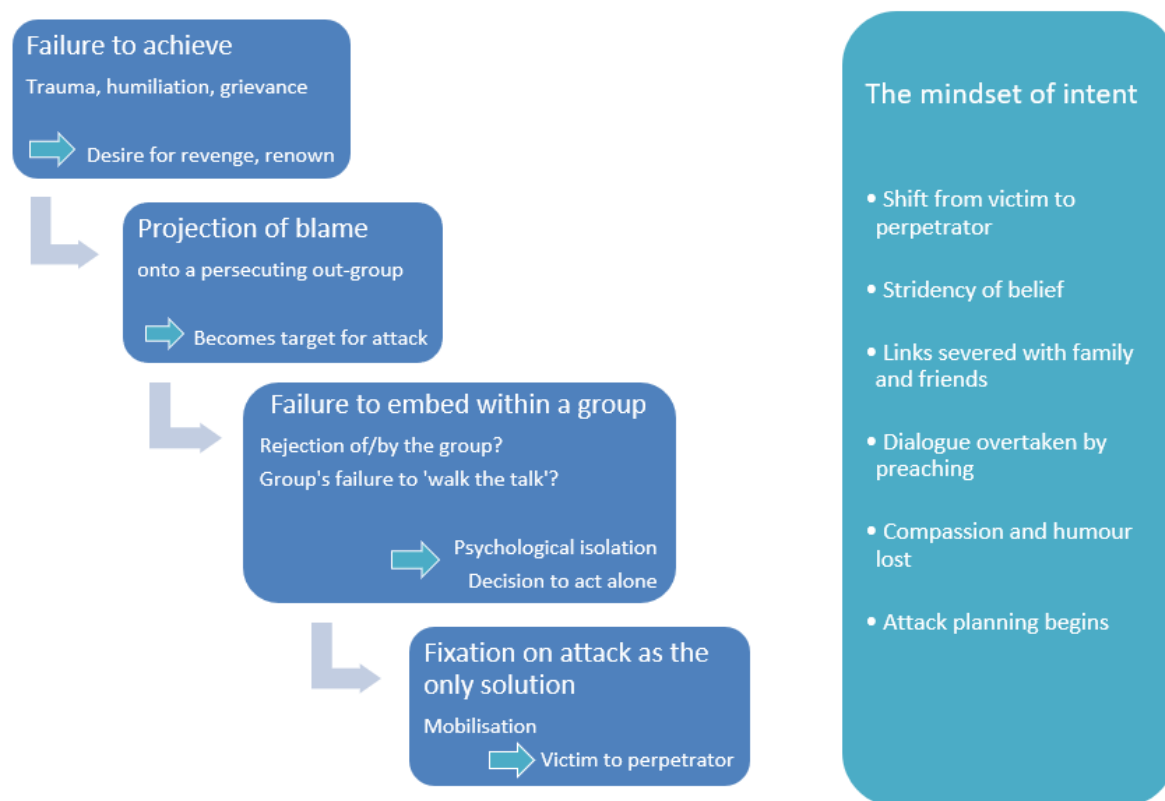 Failure to achieve
Trauma, humiliation, grievance
Desire for revenge, renown
Projection of blame
onto a persecuting out-group
Becomes target for attack
Failure to embed within a group
Rejection of/by the group?
Group's failure to 'walk the talk'?
Psychological isolation
Decision to act alone
Fixation on attack as the
only solution
Mobilisation
Victim to perpetrator
The mindset of intent
• Shift from victim to
perpetrator
• Stridency of belief
• Links severed with family
and friends
• Dialogue overtaken by
preaching
• Compassion and humour
lost
• Attack planning begins